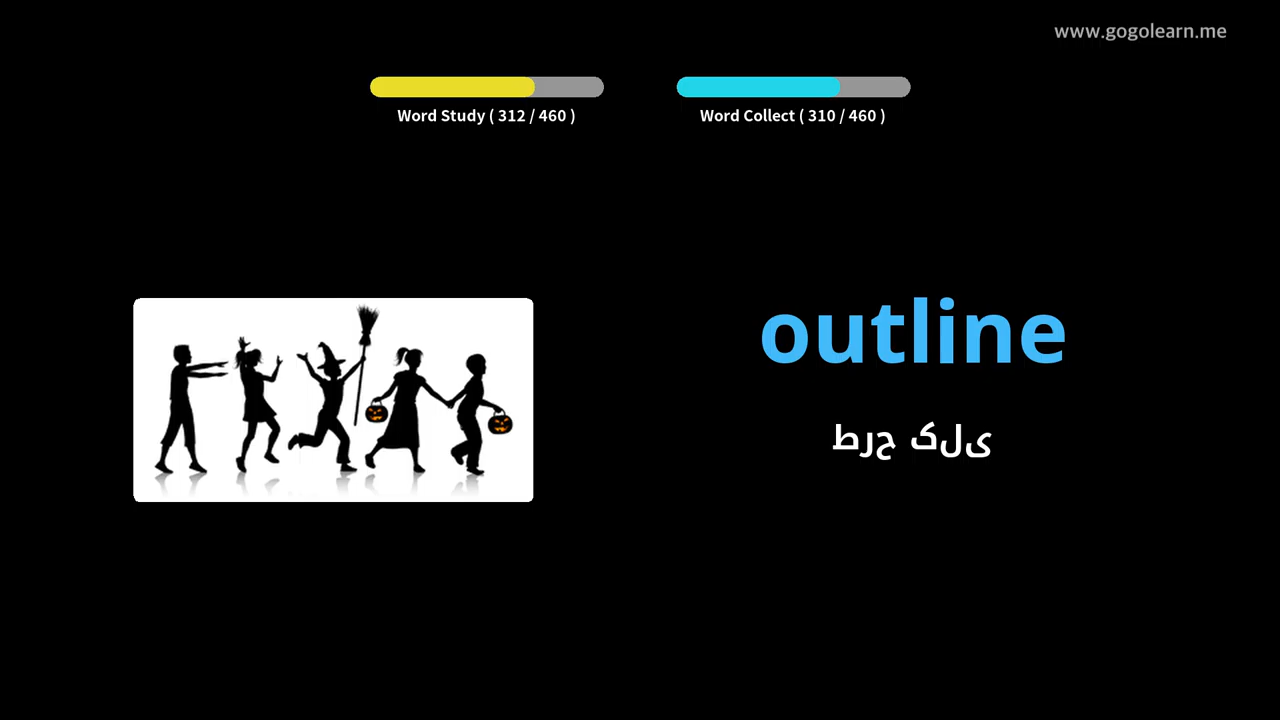 www.gogolearn.me
Word Study ( 312 / 460 )
Word Collect ( 310 / 460 )
outline
طرح کلی